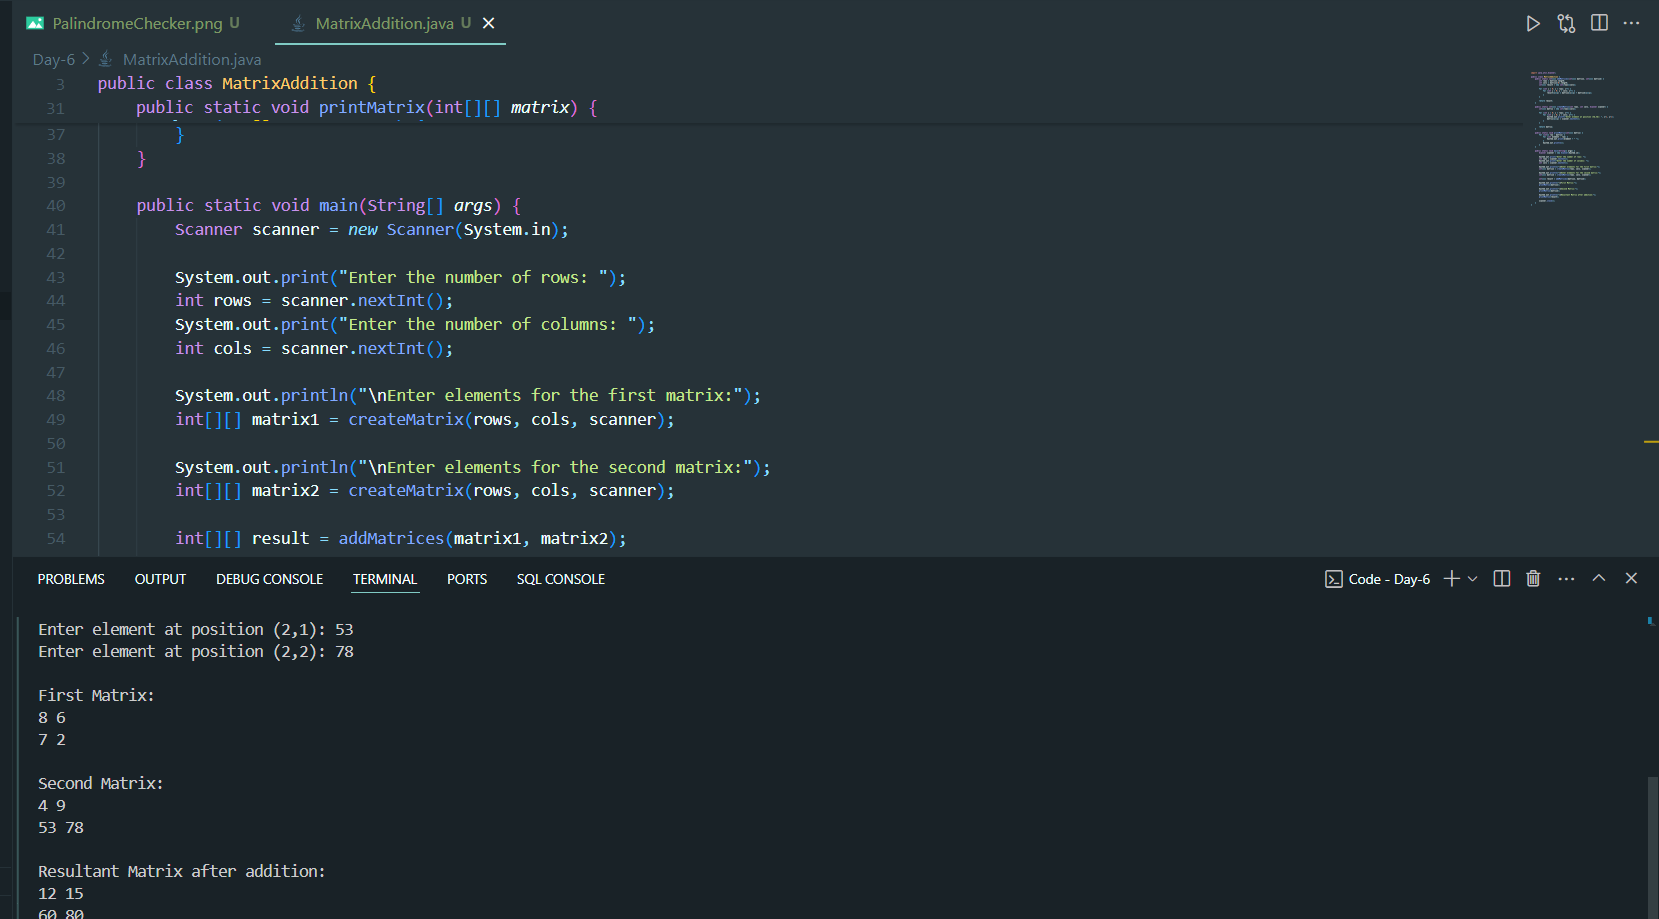 PalindromeChecker.png U
MatrixAddition.java U
Day-6 > MatrixAddition.java
3 public class MatrixAddition {
31 public static void printMatrix(int[][] matrix) {
37 }
38 }
39
40 public static void main(String[] args) {
41 Scanner scanner = new Scanner(System.in);
42
43 System.out.print("Enter the number of rows: ");
44 int rows = scanner.nextInt();
45 System.out.print("Enter the number of columns: ");
46 int cols = scanner.nextInt();
47
48 System.out.println("\nEnter elements for the first matrix:");
49 int[][] matrix1 = createMatrix(rows, cols, scanner);
50
51 System.out.println("\nEnter elements for the second matrix:");
52 int[][] matrix2 = createMatrix(rows, cols, scanner);
53
54 int[][] result = addMatrices(matrix1, matrix2);
PROBLEMS OUTPUT DEBUG CONSOLE TERMINAL PORTS SQL CONSOLE Code - Day-6
Enter element at position (2,1): 53
Enter element at position (2,2): 78
First Matrix:
8 6
7 2
Second Matrix:
4 9
53 78
Resultant Matrix after addition:
12 15
60 80